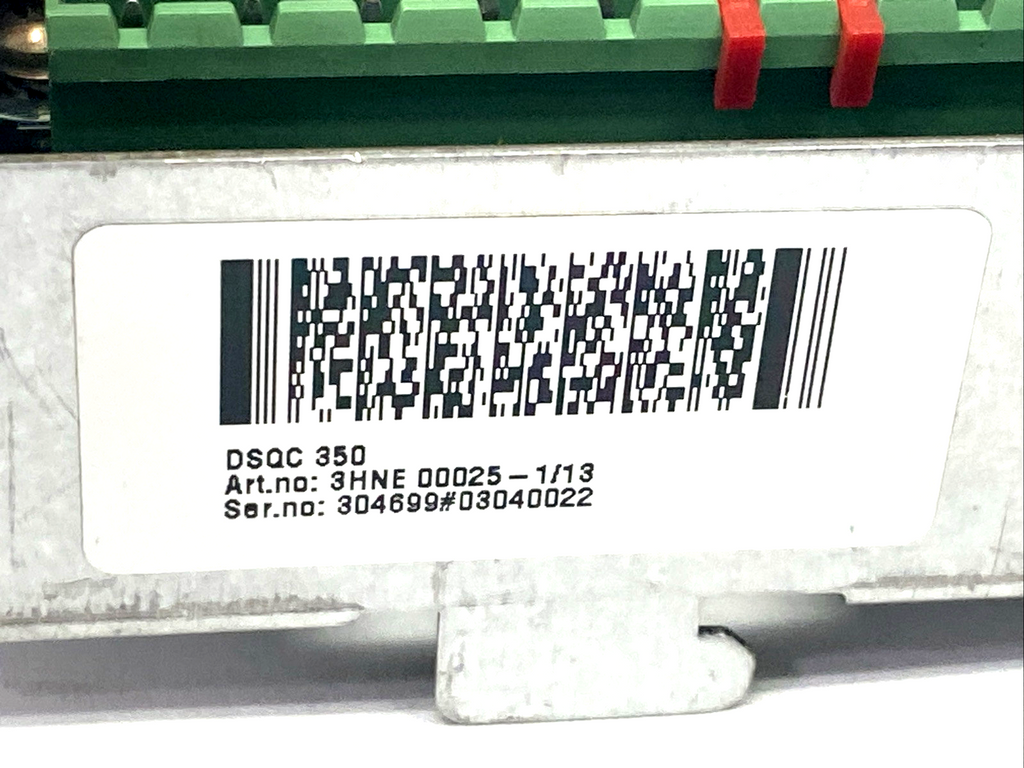 DSQC 350
Art.no: 3HNE 00025-1/13
Ser.no: 304699#03040022